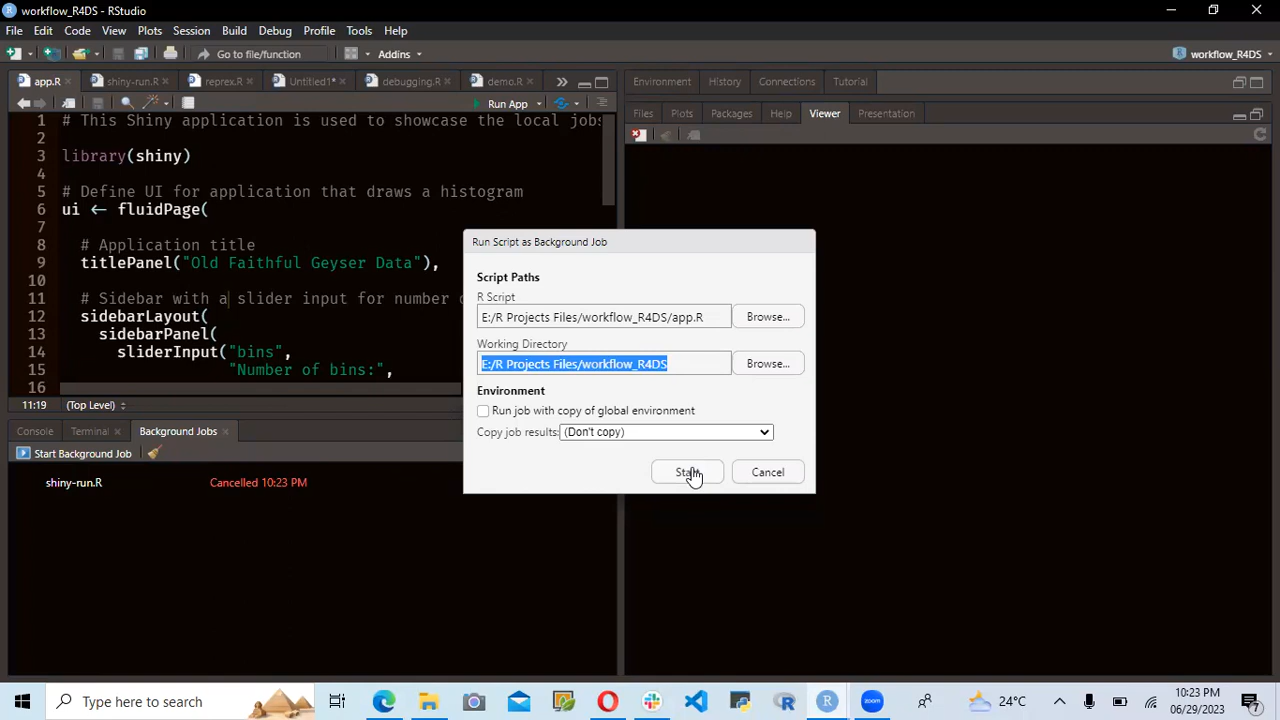 workflow_R4DS - RStudio
File Edit Code View Plots Session Build Debug Profile Tools Help
Go to file/function Addins workflow_R4DS
app.R shiny-run.R reprex.R Untitled1* debugging.R demo.R
Run App
1 # This Shiny application is used to showcase the local jobs
2
3 library(shiny)
4
5 # Define UI for application that draws a histogram
6 ui ← fluidPage(
7
8 # Application title
9 titlePanel("Old Faithful Geyser Data"),
10
11 # Sidebar with a slider input for number
12 sidebarLayout(
13 sidebarPanel(
14 sliderInput("bins",
15 "Number of bins:",
16
11:19 (Top Level)
Console Terminal Background Jobs
Start Background Job
shiny-run.R Cancelled 10:23 PM
Environment History Connections Tutorial
Files Plots Packages Help Viewer Presentation
Run Script as Background Job
Script Paths
R Script
E:/R Projects Files/workflow_R4DS/app.R Browse...
Working Directory
E:/R Projects Files/workflow_R4DS Browse...
Environment
Run job with copy of global environment
Copy job results: (Don't copy)
Start Cancel
Type here to search
zoom
24°C
10:23 PM
06/29/2023
7